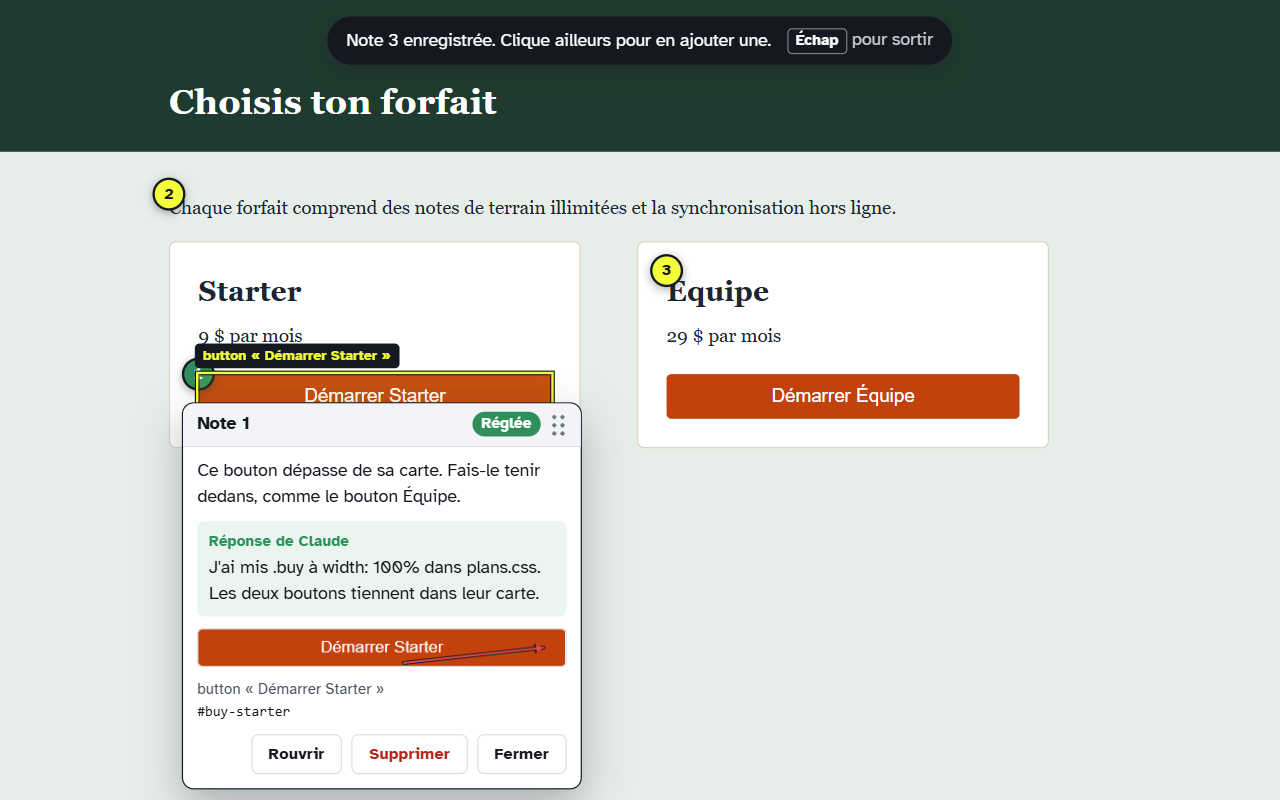 Note 3 enregistrée. Clique ailleurs pour en ajouter une. Échap pour sortir
Choisis ton forfait
2
Chaque forfait comprend des notes de terrain illimitées et la synchronisation hors ligne.
Starter
9 $ par mois
button « Démarrer Starter »
Démarrer Starter
3
Équipe
29 $ par mois
Démarrer Équipe
Note 1
Réglée
Ce bouton dépasse de sa carte. Fais-le tenir
dedans, comme le bouton Équipe.
Réponse de Claude
J'ai mis .buy à width: 100% dans plans.css.
Les deux boutons tiennent dans leur carte.
Démarrer Starter
button « Démarrer Starter »
#buy-starter
Rouvrir
Supprimer
Fermer